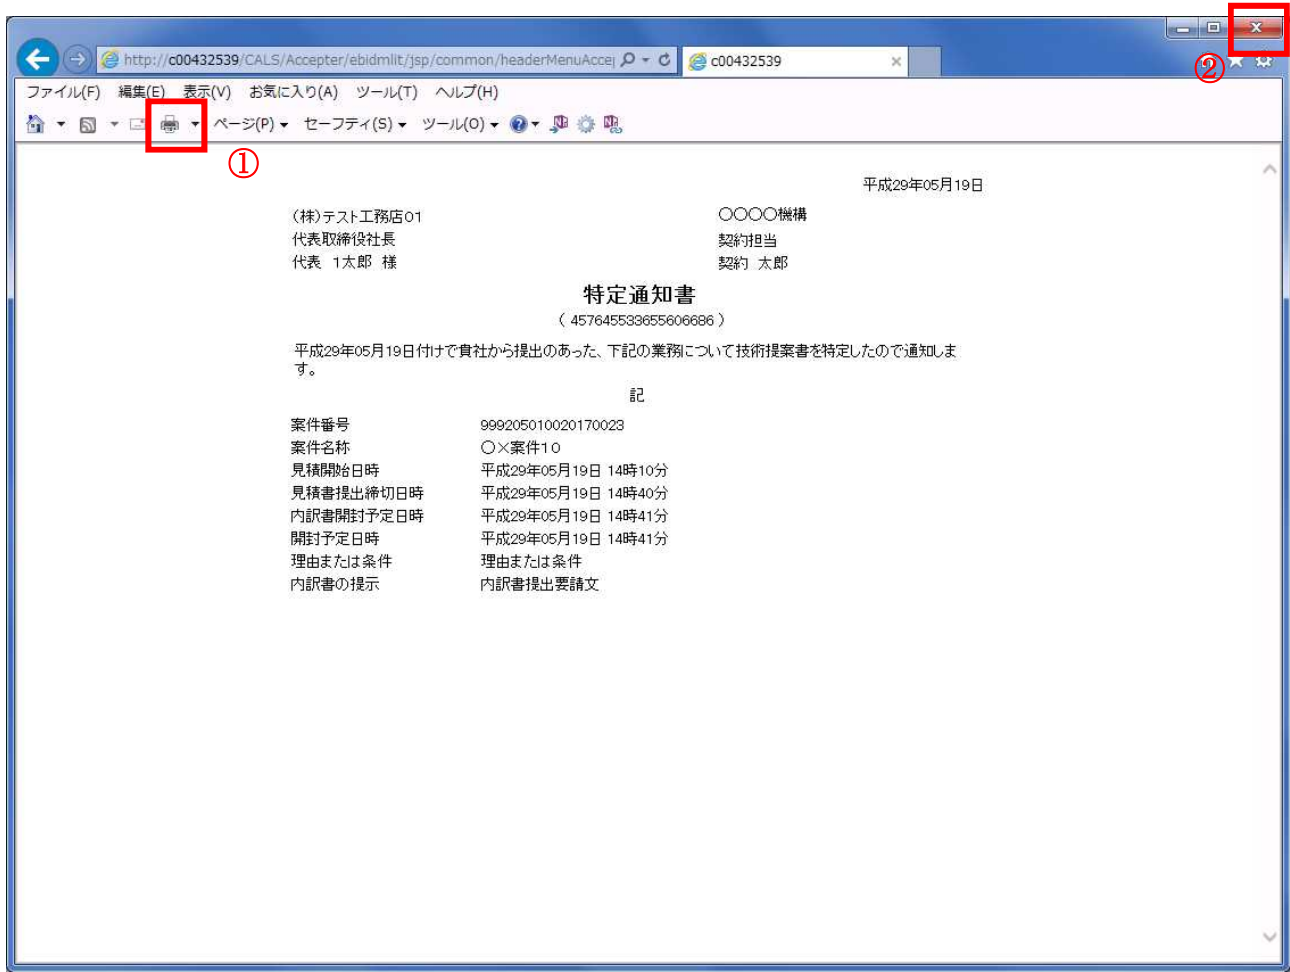 ②
http://c00432539/CALS/Accepter/ebidmlit/jsp/common/headerMenuAccej
c00432539
ファイル(F) 編集(E) 表示(V) お気に入り(A) ツール(T) ヘルプ(H)
ページ(P) セーフティ(S) ツール(O)
①
平成29年05月19日
(株)テスト工務店01
〇〇〇〇機構
代表取締役社長
契約担当
代表 1太郎 様
契約 太郎
特定通知書
( 457645533655606686 )
平成29年05月19日付けで貴社から提出のあった、下記の業務について技術提案書を特定したので通知しま
す。
記
案件番号 999205010020170023
案件名称 〇×案件10
見積開始日時 平成29年05月19日 14時10分
見積書提出締切日時 平成29年05月19日 14時40分
内訳書開封予定日時 平成29年05月19日 14時41分
開封予定日時 平成29年05月19日 14時41分
理由または条件 理由または条件
内訳書の提示 内訳書提出要請文